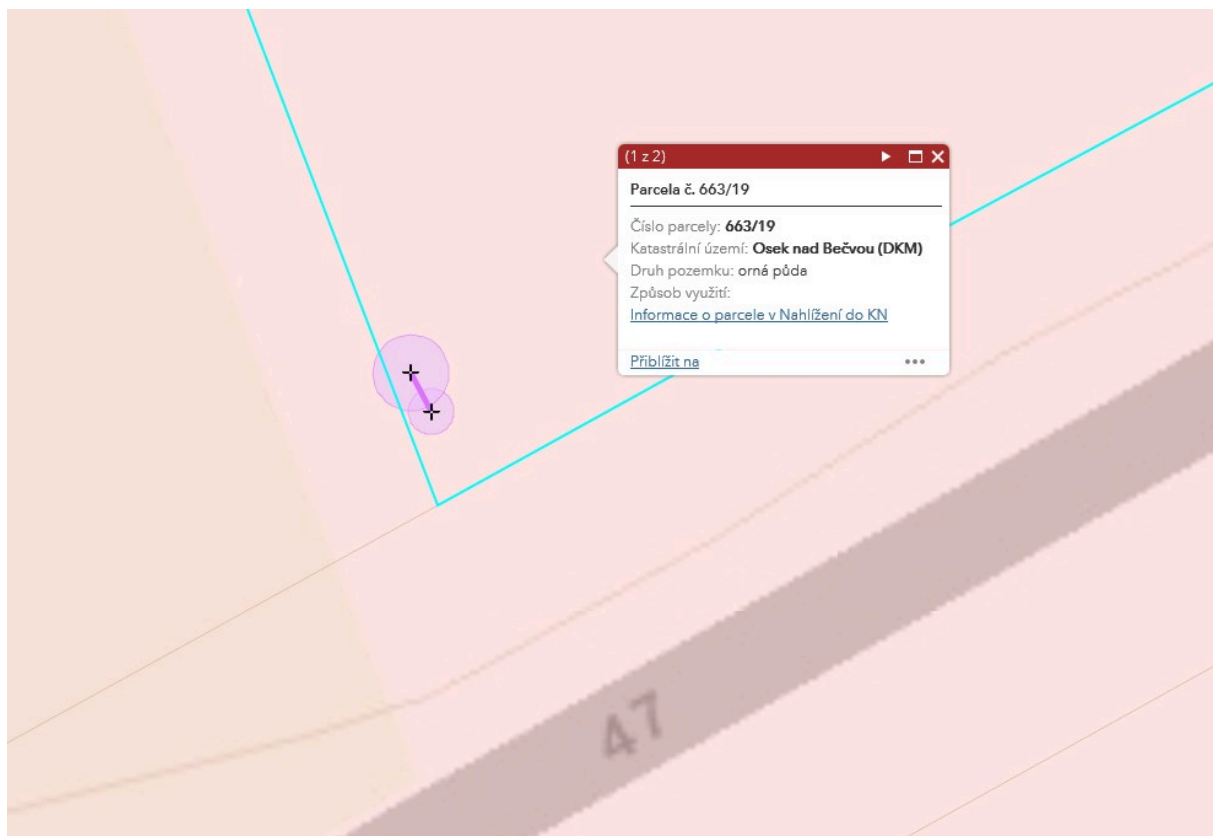 (1 z 2)
Parcela č. 663/19
Číslo parcely: 663/19
Katastrální území: Osek nad Bečvou (DKM)
Druh pozemku: orná půda
Způsob využití:
Informace o parcele v Nahlížení do KN
Přiblížit na
47